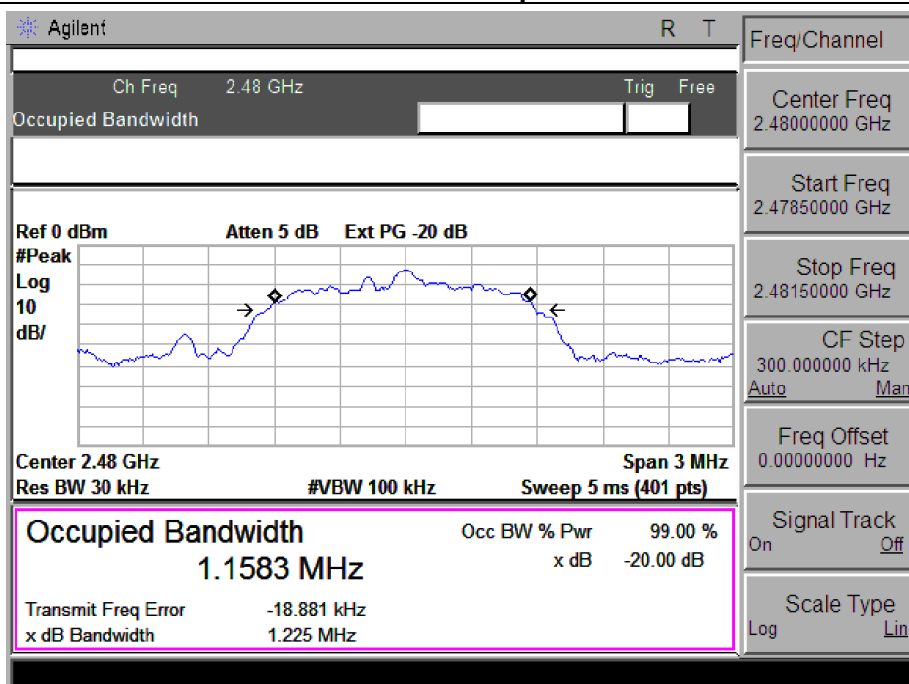 Agilent R T
Ch Freq 2.48 GHz Trig Free
Occupied Bandwidth
Ref 0 dBm Atten 5 dB Ext PG -20 dB
#Peak
Log
10
dB/
Center 2.48 GHz Span 3 MHz
Res BW 30 kHz #VBW 100 kHz Sweep 5 ms (401 pts)
Occupied Bandwidth
1.1583 MHz
Occ BW % Pwr 99.00 %
x dB -20.00 dB
Transmit Freq Error -18.881 kHz
x dB Bandwidth 1.225 MHz
Freq/Channel
Center Freq
2.48000000 GHz
Start Freq
2.47850000 GHz
Stop Freq
2.48150000 GHz
CF Step
300.000000 kHz
Auto Man
Freq Offset
0.00000000 Hz
Signal Track
On Off
Scale Type
Log Lin